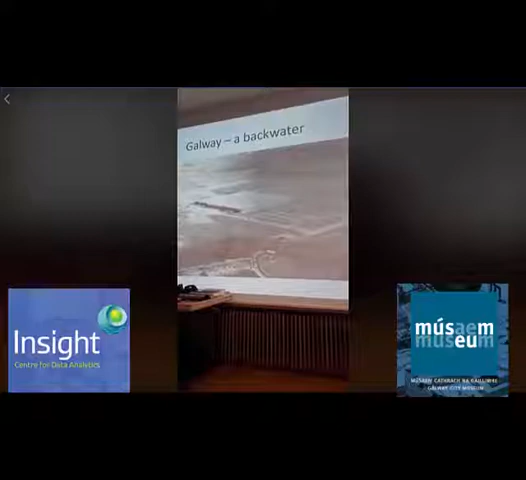 Galway – a backwater
Insight
Centre for Data Analytics
músaem
museum
MÚSAEM CATHRACH NA GAILLIMHE
GALWAY CITY MUSEUM